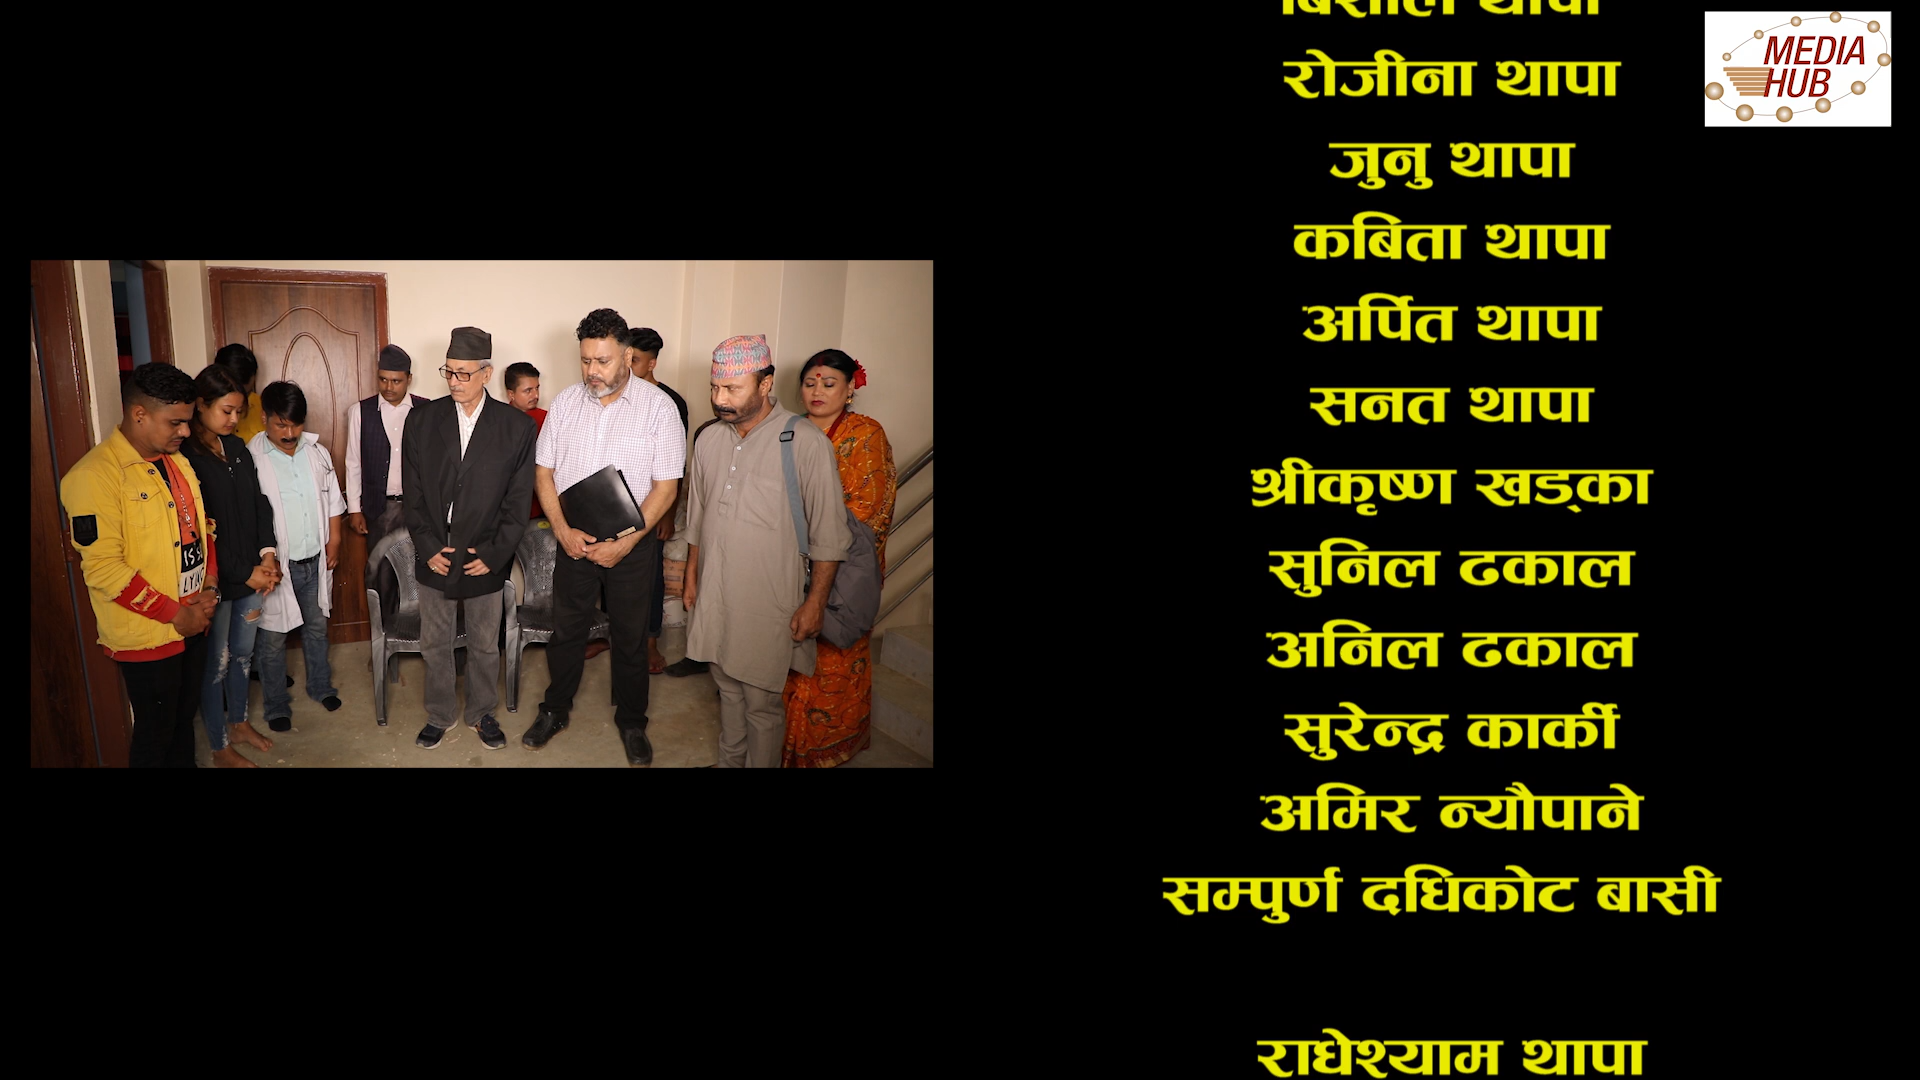 बिशाल थापा
रोजीना थापा
जुनु थापा
कबिता थापा
अर्पित थापा
सनत थापा
श्रीकृष्ण खड्का
सुनिल ढकाल
अनिल ढकाल
सुरेन्द्र कार्की
अमिर न्यौपाने
सम्पुर्ण दधिकोट बासी
राधेश्याम थापा
MEDIA
HUB